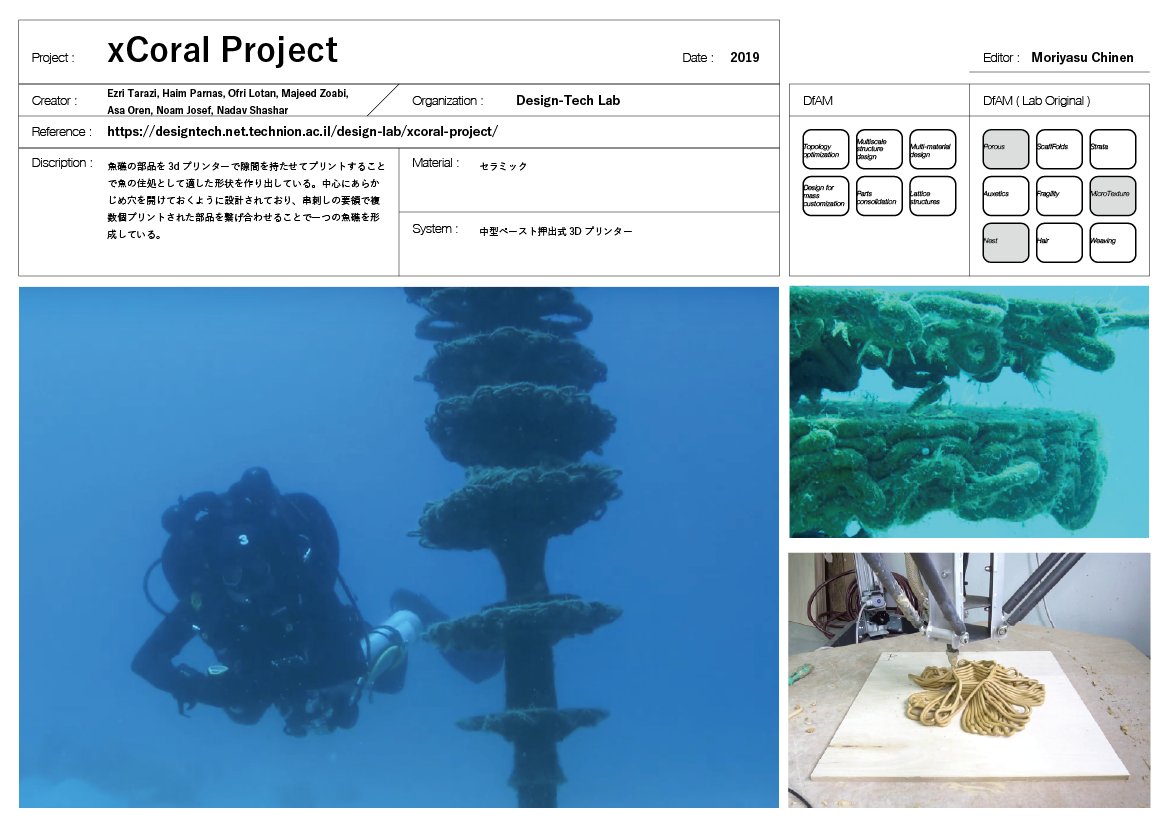 Project :
xCoral Project
Date :
2019
Editor :
Moriyasu Chinen
Creator :
Ezri Tarazi, Haim Parnas, Ofri Lotan, Majeed Zoabi,
Asa Oren, Noam Josef, Nadav Shashar
Organization :
Design-Tech Lab
Reference :
https://designtech.net.technion.ac.il/design-lab/xcoral-project/
Discription :
魚礁の部品を 3d プリンターで隙間を持たせてプリントすること
で魚の住処として適した形状を作り出している。中心にあらか
じめ穴を開けておくように設計されており、串刺しの要領で複
数個プリントされた部品を繋げ合わせることで一つの魚礁を形
成している。
Material :
セラミック
System :
中型ペースト押出式 3D プリンター
DfAM
DfAM ( Lab Original )
Topology
optimization
Multiscale
structure
design
Multi-material
design
Design for
mass
customization
Parts
consolidation
Lattice
structures
Porous
ScaffFolds
Strata
Auxetics
Fragility
MicroTexture
Nest
Hair
Weaving
3